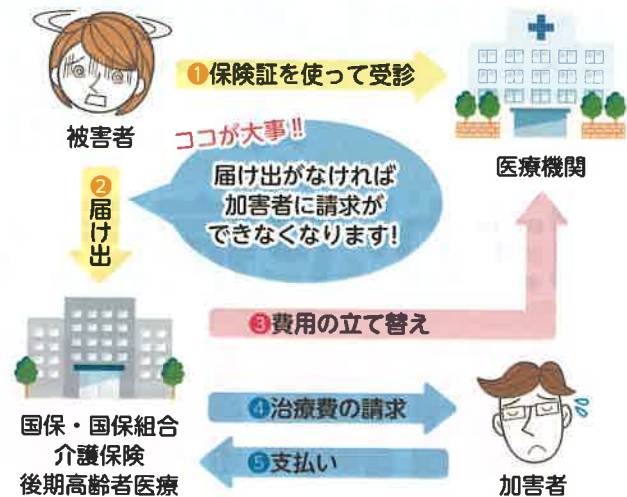 ❶保険証を使って受診
被害者
医療機関
ココが大事!!
届け出がなければ
加害者に請求が
できなくなります!
❷届け出
❸費用の立て替え
❹治療費の請求
❺支払い
国保・国保組合
介護保険
後期高齢者医療
加害者